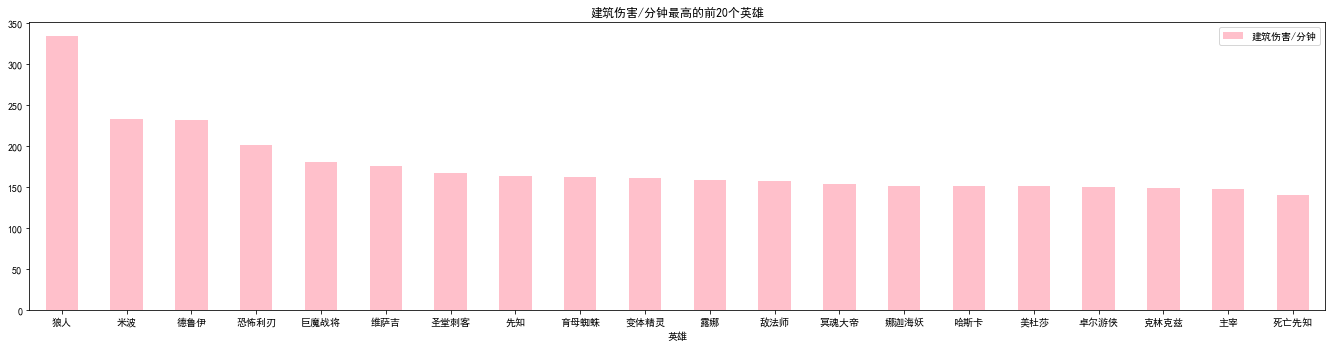 建筑伤害/分钟最高的前20个英雄
建筑伤害/分钟
350
300
250
200
150
100
50
0
狼人 米波 德鲁伊 恐怖利刃 巨魔战将 维萨吉 圣堂刺客 先知 育母蜘蛛 变体精灵 露娜 敌法师 冥魂大帝 娜迦海妖 哈斯卡 美杜莎 卓尔游侠 克林克兹 主宰 死亡先知
英雄